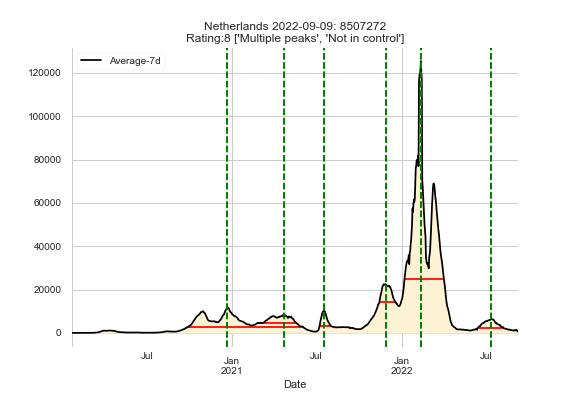 Netherlands 2022-09-09: 8507272
Rating:8 ['Multiple peaks', 'Not in control']
Average-7d
120000
100000
80000
60000
40000
20000
0
Jul
Jan
2021
Jul
Jan
2022
Jul
Date